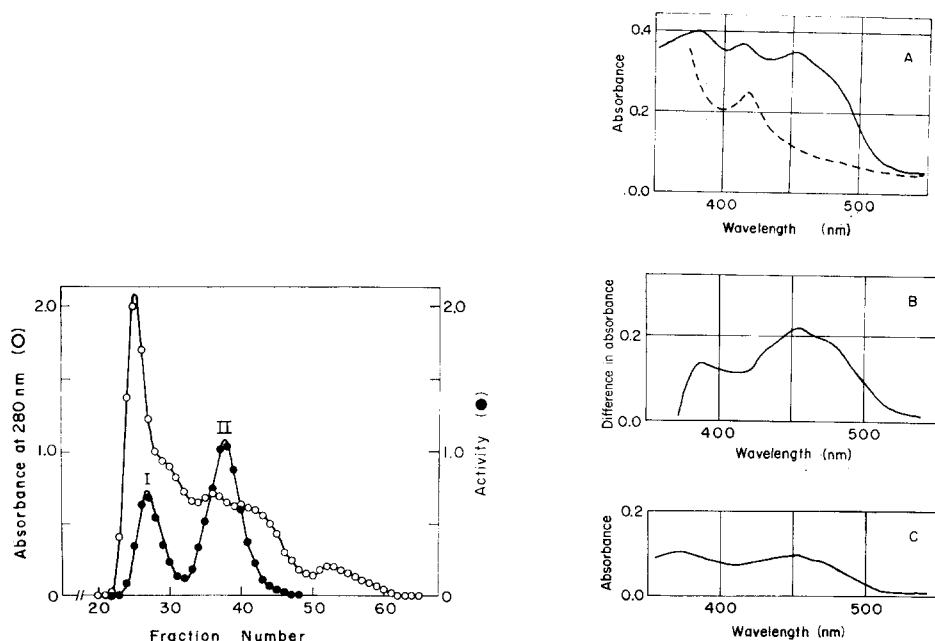 0.4
A
Absorbance
0.2
0.0
400
500
Wavelength (nm)
B
Difference in absorbance
0.2
0.0
400
500
Wavelength (nm)
C
Absorbance
0.2
0.0
400
500
Wavelength (nm)
Absorbance at 280 nm (O)
2.0
1.0
0
I
II
2.0
1.0
0
Activity (●)
20
30
40
50
60
Fraction Number